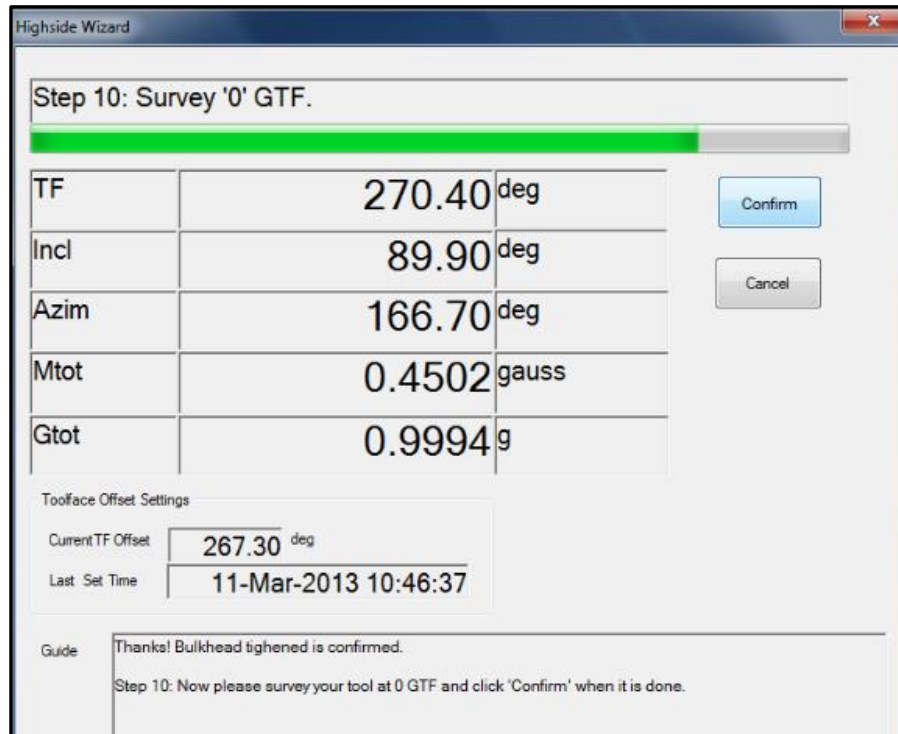 Highside Wizard
x
Step 10: Survey '0' GTF.
TF 270.40 deg
Confirm
Incl 89.90 deg
Cancel
Azim 166.70 deg
Mtot 0.4502 gauss
Gtot 0.9994 g
Toolface Offset Settings
CurrentTF Offset 267.30 deg
Last Set Time 11-Mar-2013 10:46:37
Guide Thanks! Bulkhead tighened is confirmed.
Step 10: Now please survey your tool at 0 GTF and click 'Confirm' when it is done.